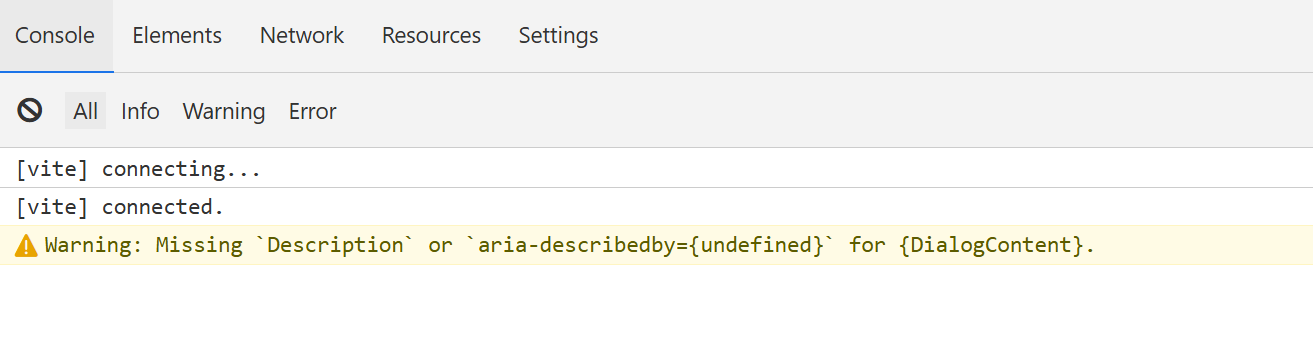 Console Elements Network Resources Settings
All Info Warning Error
[vite] connecting...
[vite] connected.
Warning: Missing `Description` or `aria-describedby={undefined}` for {DialogContent}.